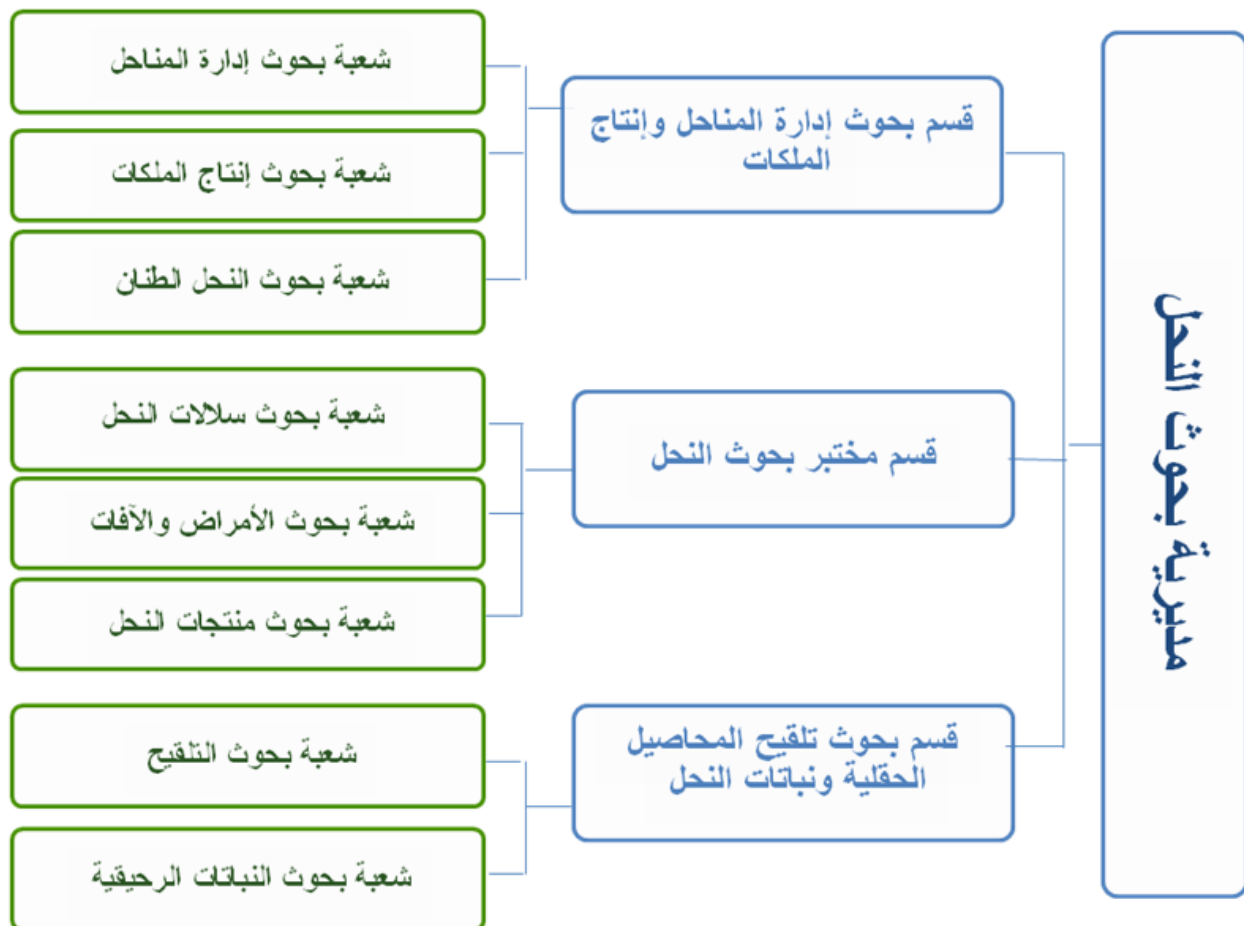 مديرية بحوث النحل
قسم بحوث إدارة المناحل وإنتاج
الملكات
شعبة بحوث إدارة المناحل
شعبة بحوث إنتاج الملكات
شعبة بحوث النحل الطنان
قسم مختبر بحوث النحل
شعبة بحوث سلالات النحل
شعبة بحوث الأمراض والآفات
شعبة بحوث منتجات النحل
قسم بحوث تلقيح المحاصيل
الحقلية ونباتات النحل
شعبة بحوث التلقيح
شعبة بحوث النباتات الرحيقية